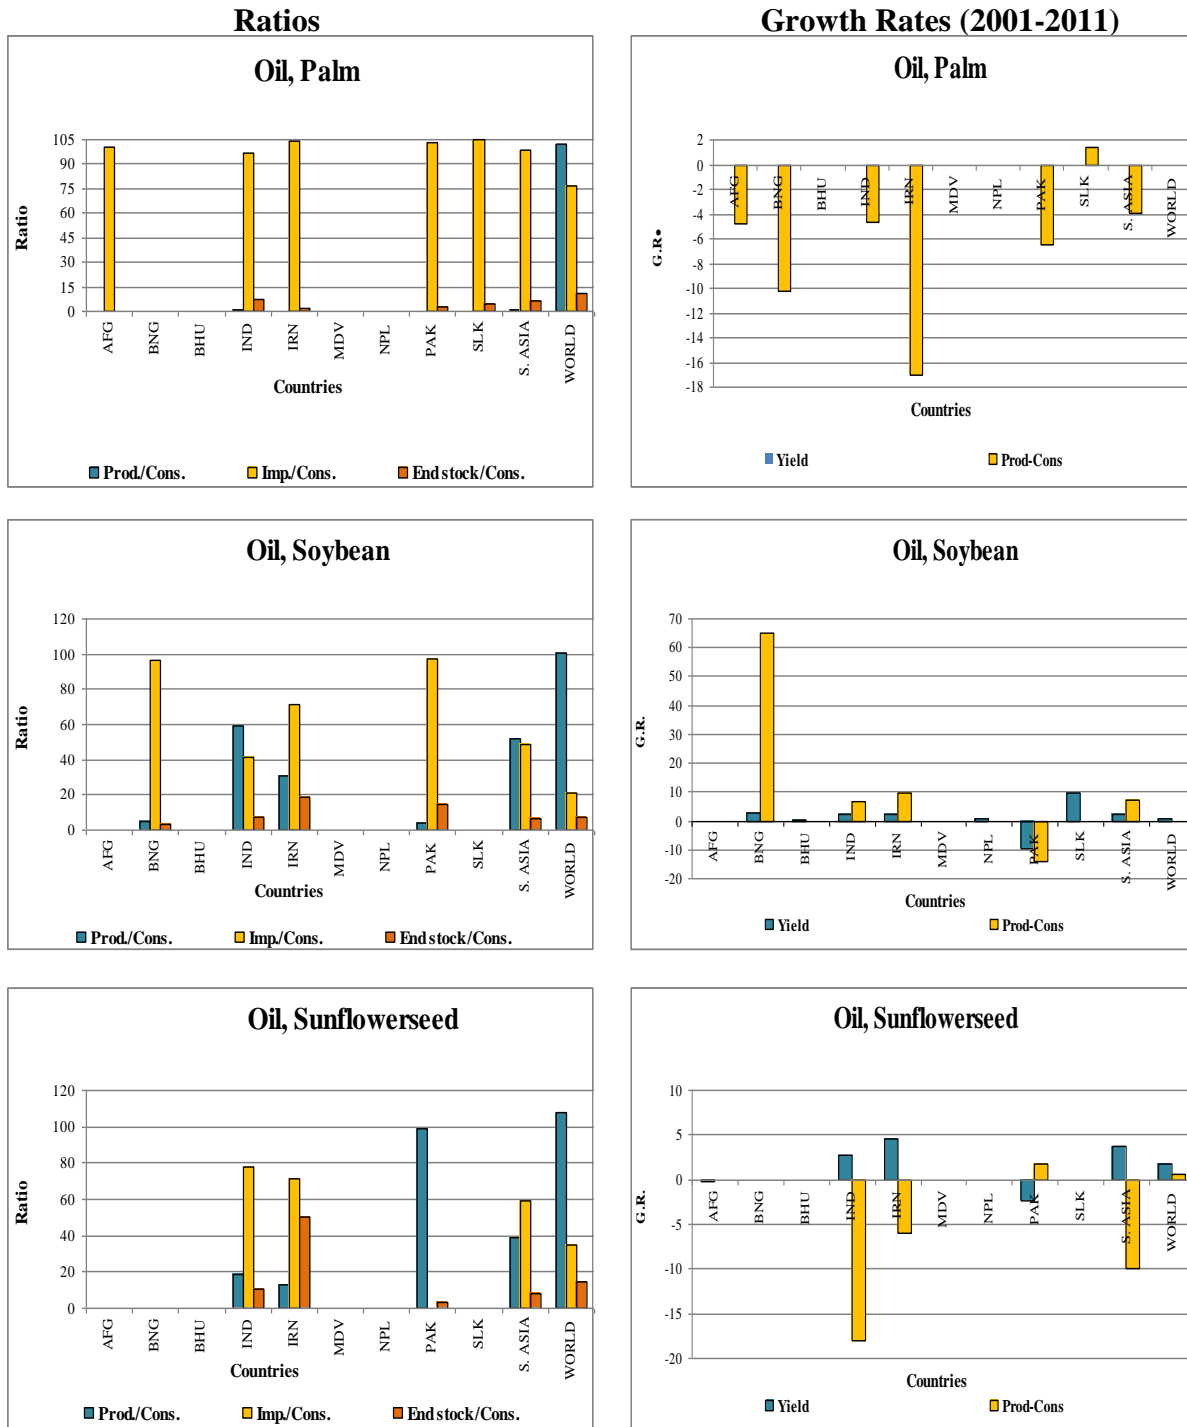 Ratios
Growth Rates (2001-2011)
Oil, Palm
Ratio
105
90
75
60
45
30
15
0
AFG
BNG
BHU
IND
IRN
MDV
NPL
PAK
SLK
S. ASIA
WORLD
Countries
Prod./Cons. Imp./Cons. End stock/Cons.
Oil, Palm
G.R.
2
0
-2
-4
-6
-8
-10
-12
-14
-16
-18
AFG
BNG
BHU
IND
IRN
MDV
NPL
PAK
SLK
S. ASIA
WORLD
Countries
Yield Prod-Cons
Oil, Soybean
Ratio
120
100
80
60
40
20
0
AFG
BNG
BHU
IND
IRN
MDV
NPL
PAK
SLK
S. ASIA
WORLD
Countries
Prod./Cons. Imp./Cons. End stock/Cons.
Oil, Soybean
G.R.
70
60
50
40
30
20
10
0
-10
-20
AFG
BNG
BHU
IND
IRN
MDV
NPL
PAK
SLK
S. ASIA
WORLD
Countries
Yield Prod-Cons
Oil, Sunflowerseed
Ratio
120
100
80
60
40
20
0
AFG
BNG
BHU
IND
IRN
MDV
NPL
PAK
SLK
S. ASIA
WORLD
Countries
Prod./Cons. Imp./Cons. End stock/Cons.
Oil, Sunflowerseed
G.R.
10
5
0
-5
-10
-15
-20
AFG
BNG
BHU
IND
IRN
MDV
NPL
PAK
SLK
S. ASIA
WORLD
Countries
Yield Prod-Cons